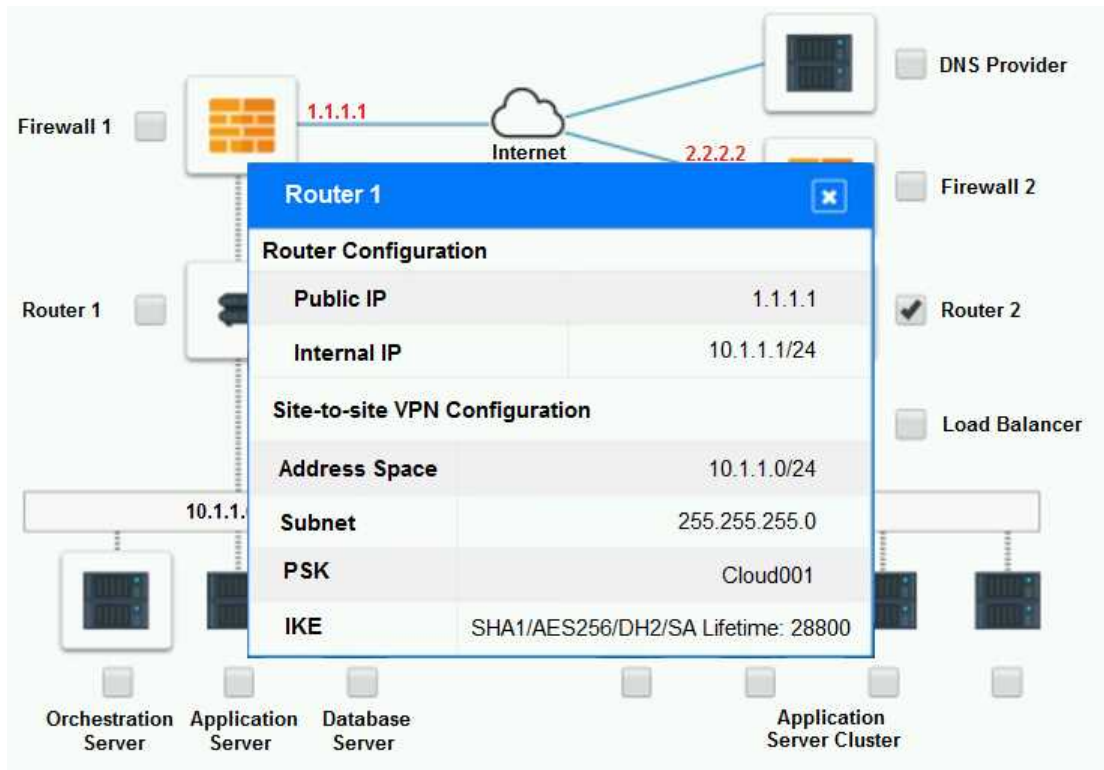 DNS Provider
Firewall 1
1.1.1.1
Internet
2.2.2.2
Firewall 2
Router 1
Router Configuration
Public IP 1.1.1.1
Internal IP 10.1.1.1/24
Router 1
Router 2
Site-to-site VPN Configuration
Load Balancer
Address Space 10.1.1.0/24
10.1.1.
Subnet 255.255.255.0
PSK Cloud001
IKE SHA1/AES256/DH2/SA Lifetime: 28800
Orchestration
Server
Application
Server
Database
Server
Application
Server Cluster